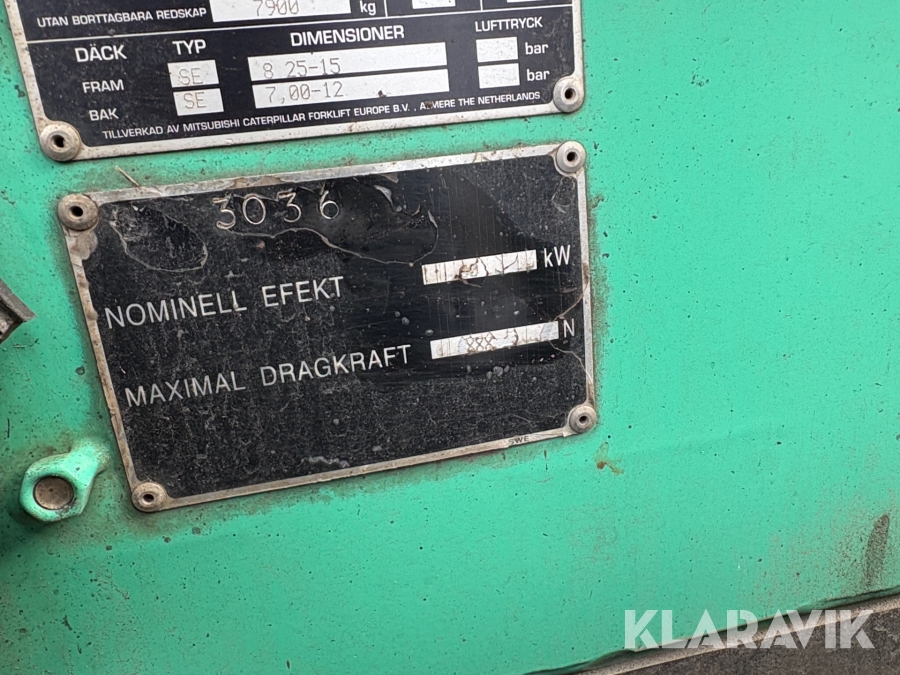 UTAN BORTTAGBARA REDSKAP 7900 kg
DÄCK TYP DIMENSIONER LUFTTRYCK
FRAM SE 8 25-15 bar
BAK SE 7,00-12 bar
TILLVERKAD AV MITSUBISHI CATERPILLAR FORKLIFT EUROPE B.V., ALMERE THE NETHERLANDS
3036
NOMINELL EFEKT kW
MAXIMAL DRAGKRAFT N
SWE
KLARAVIK